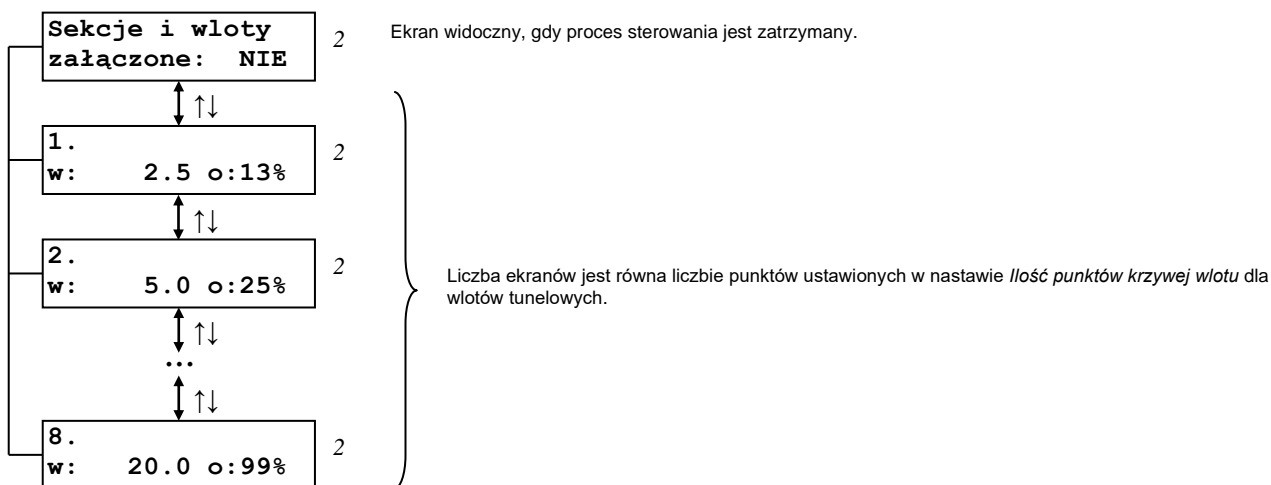 Sekcje i wloty
załączone: NIE
2
Ekran widoczny, gdy proces sterowania jest zatrzymany.
↑↓
1.
w: 2.5 o:13%
2
↑↓
2.
w: 5.0 o:25%
2
Liczba ekranów jest równa liczbie punktów ustawionych w nastawie Ilość punktów krzywej wlotu dla
wlotów tunelowych.
↑↓
...
↑↓
8.
w: 20.0 o:99%
2